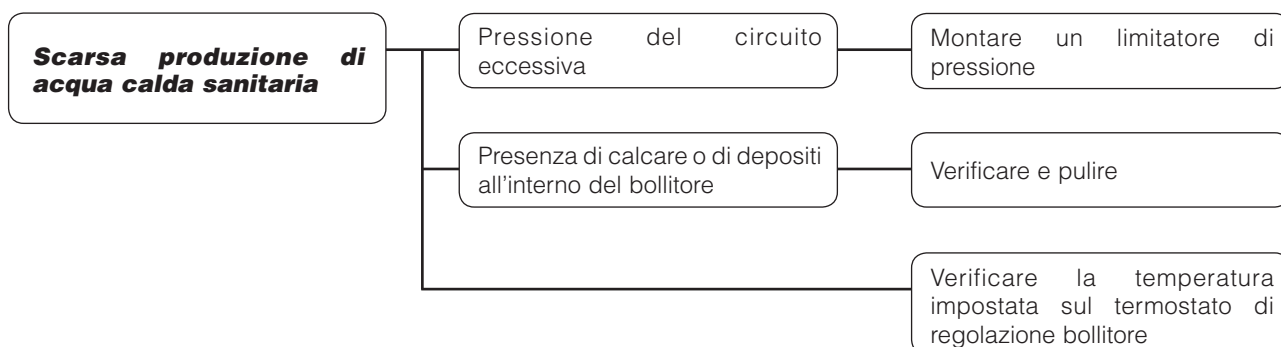 Scarsa produzione di
acqua calda sanitaria
Pressione del circuito
eccessiva
Montare un limitatore di
pressione
Presenza di calcare o di depositi
all'interno del bollitore
Verificare e pulire
Verificare la temperatura
impostata sul termostato di
regolazione bollitore